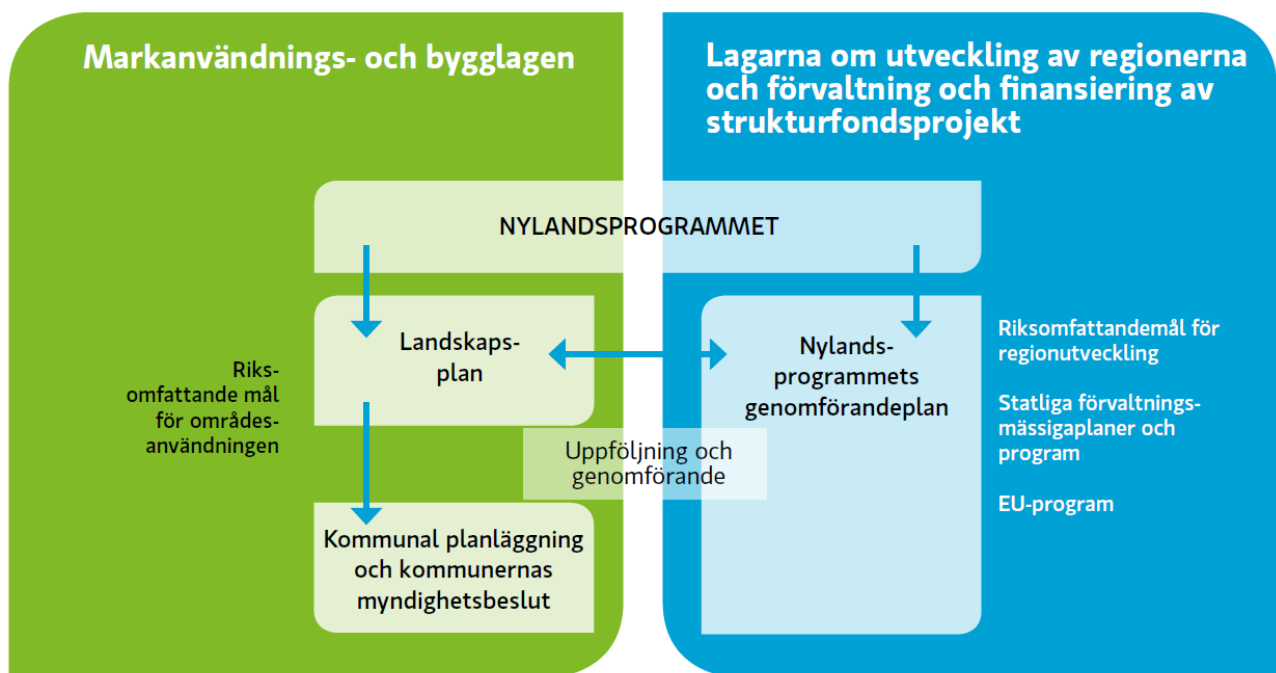 Markanvändnings- och bygglagen
Lagarna om utveckling av regionerna
och förvaltning och finansiering av
strukturfondsprojekt
NYLANDSPROGRAMMET
Landskaps-
plan
Nylands-
programmets
genomförandeplan
Riks-
omfattande mål
för områdes-
användningen
Riksomfattandemål för
regionutveckling
Statliga förvaltnings-
mässigaplaner och
program
EU-program
Uppföljning och
genomförande
Kommunal planläggning
och kommunernas
myndighetsbeslut